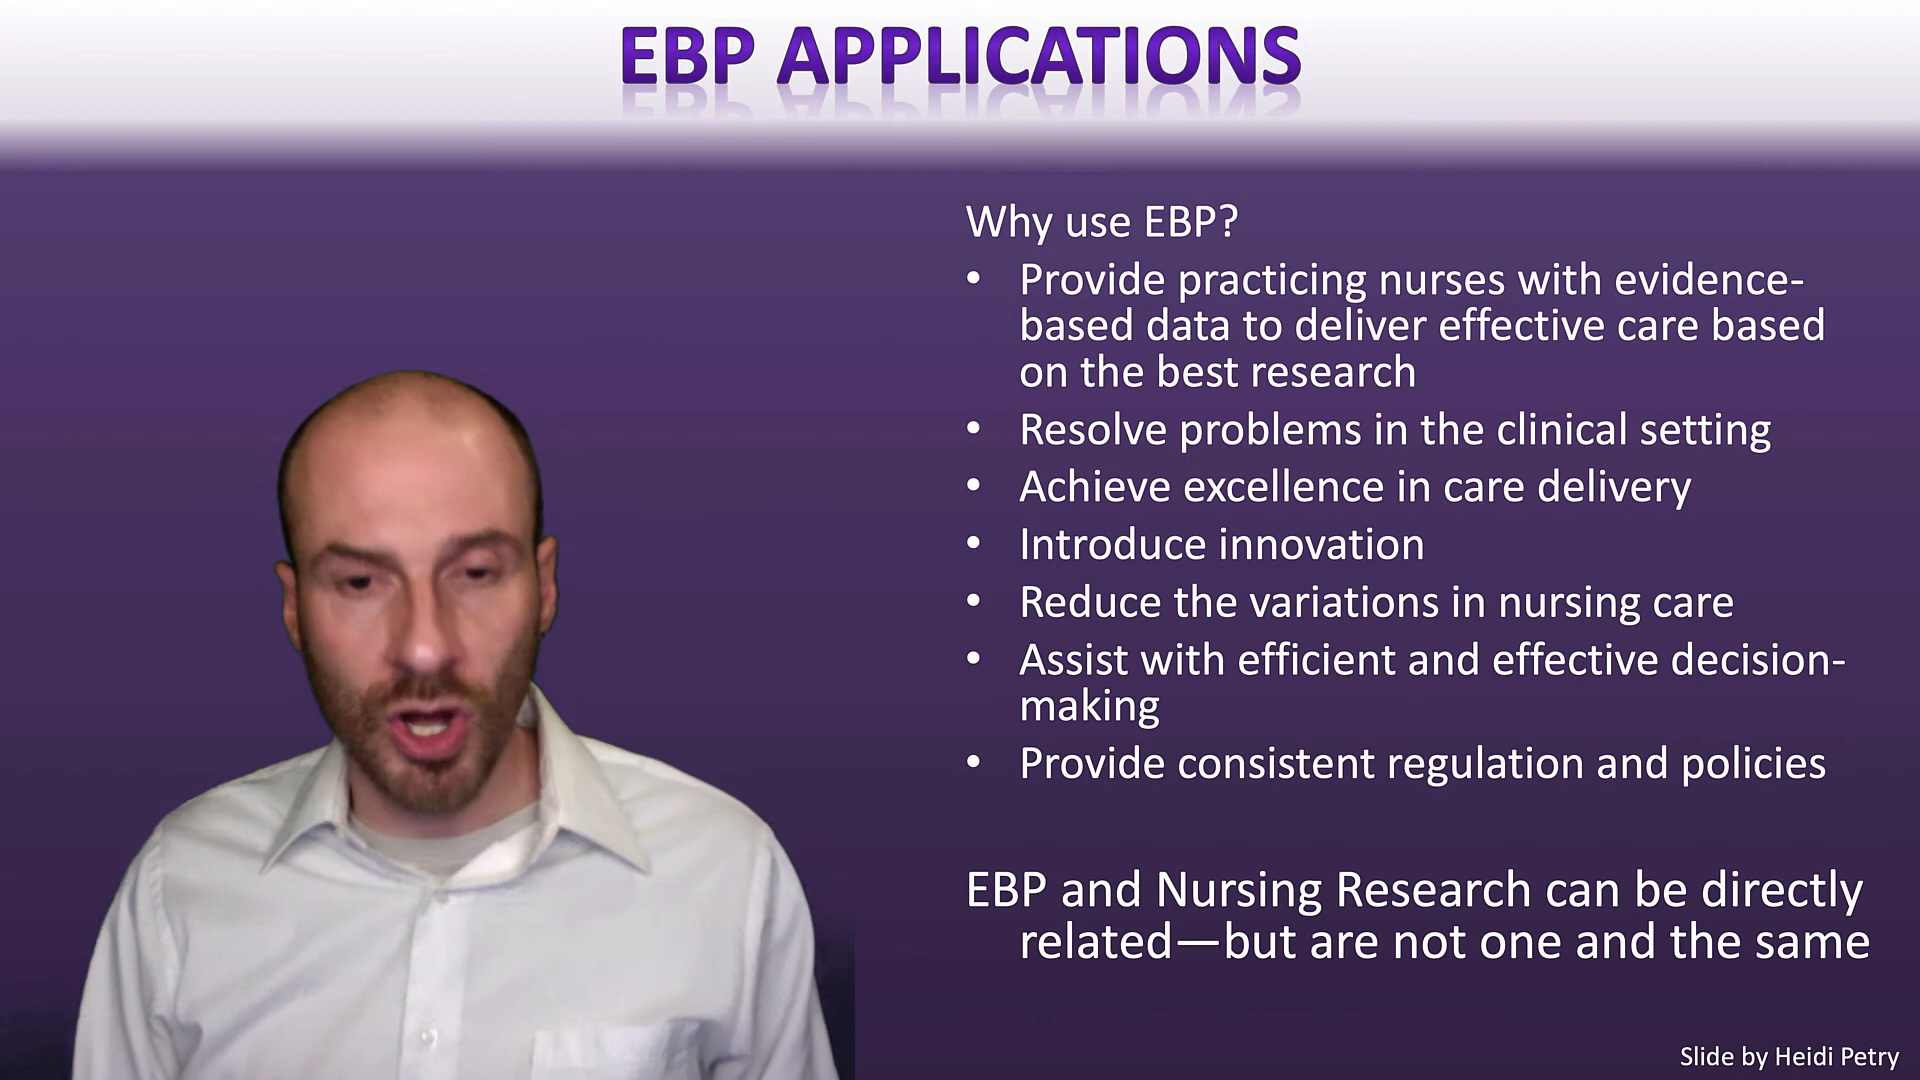 EBP APPLICATIONS
Why use EBP?
• Provide practicing nurses with evidence-
based data to deliver effective care based
on the best research
• Resolve problems in the clinical setting
• Achieve excellence in care delivery
• Introduce innovation
• Reduce the variations in nursing care
• Assist with efficient and effective decision-
making
• Provide consistent regulation and policies
EBP and Nursing Research can be directly
related—but are not one and the same
Slide by Heidi Petry